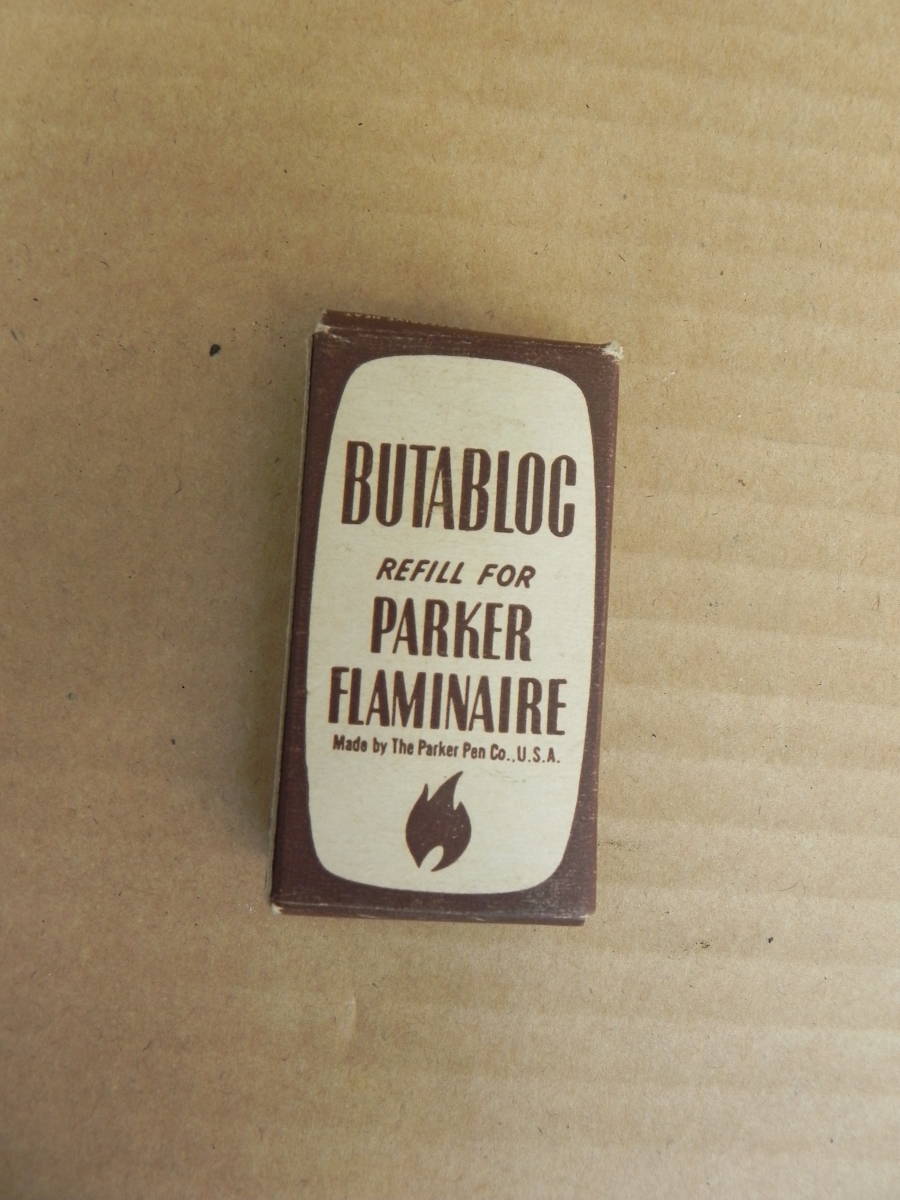 BUTABLOC
REFILL FOR
PARKER
FLAMINAIRE
Made by The Parker Pen Co., U.S.A.